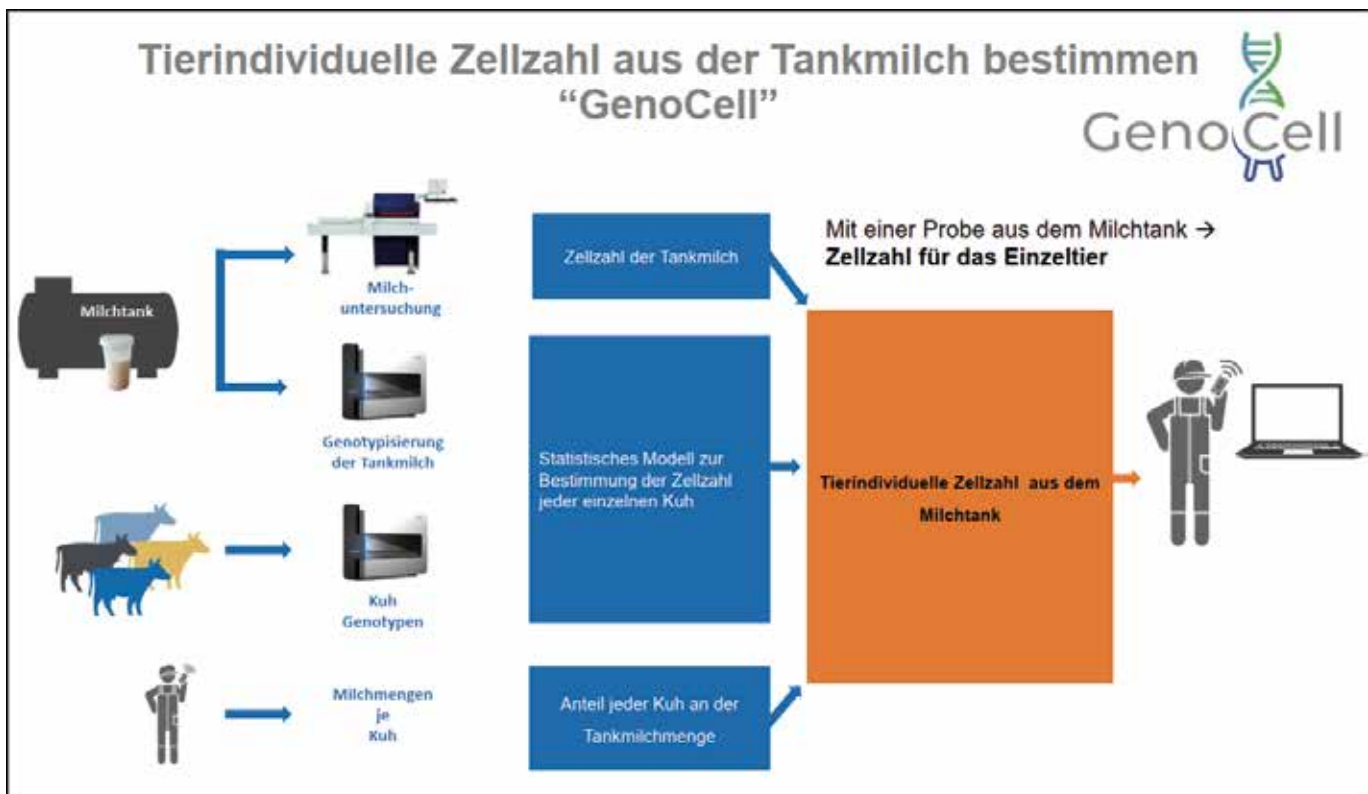 Tierindividuelle Zellzahl aus der Tankmilch bestimmen
“GenoCell”
GenoCell
Milchtank
Milch-
untersuchung
Genotypisierung
der Tankmilch
Kuh
Genotypen
Milchmengen
je
Kuh
Zellzahl der Tankmilch
Statistisches Modell zur
Bestimmung der Zellzahl
jeder einzelnen Kuh
Anteil jeder Kuh an der
Tankmilchmenge
Mit einer Probe aus dem Milchtank →
Zellzahl für das Einzeltier
Tierindividuelle Zellzahl aus dem
Milchtank